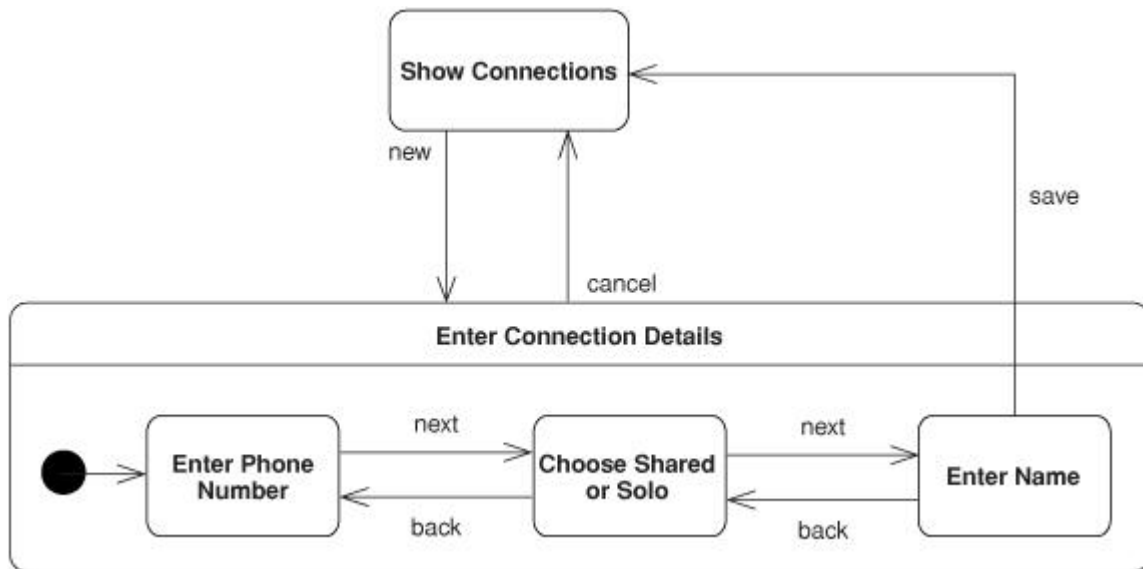 Show Connections
new
save
cancel
Enter Connection Details
next
next
Enter Phone
Number
Choose Shared
or Solo
Enter Name
back
back